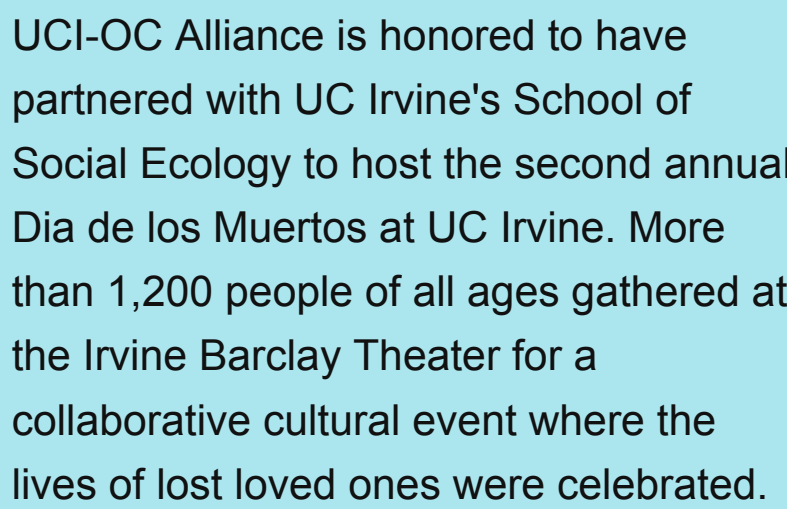 UCI-OC Alliance is honored to have
partnered with UC Irvine's School of
Social Ecology to host the second annual
Dia de los Muertos at UC Irvine. More
than 1,200 people of all ages gathered at
the Irvine Barclay Theater for a
collaborative cultural event where the
lives of lost loved ones were celebrated.